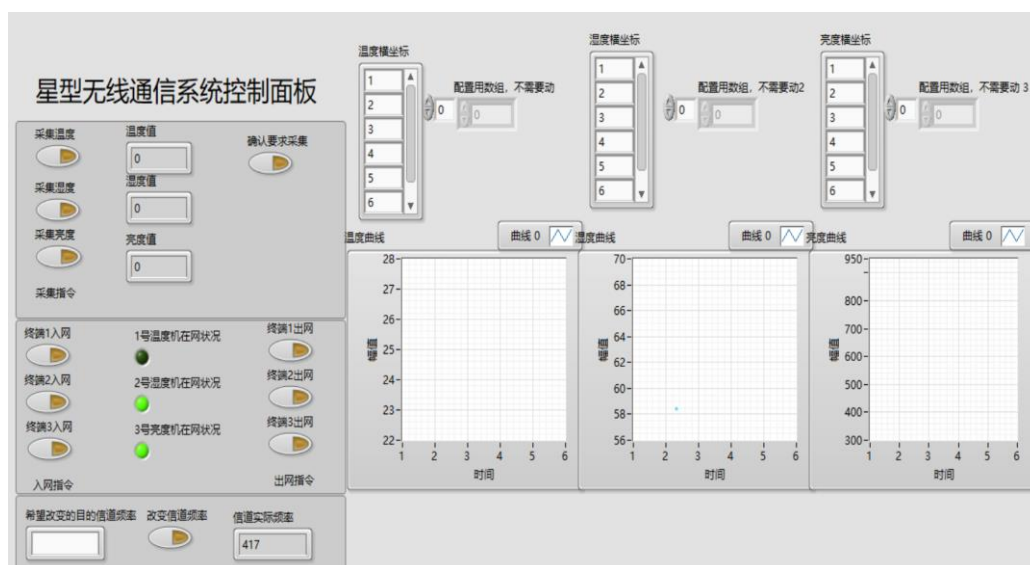 星型无线通信系统控制面板
采集温度
温度值
0
确认要求采集
采集湿度
湿度值
0
采集亮度
亮度值
0
采集指令
终端1入网
1号温度机在网状况
终端1出网
终端2入网
2号湿度机在网状况
终端2出网
终端3入网
3号亮度机在网状况
终端3出网
入网指令
出网指令
希望改变的目的信道频率
改变信道频率
信道实际频率
417
温度横坐标
1
2
3
4
5
6
0
配置用数组，不需要动
0
湿度横坐标
1
2
3
4
5
6
0
配置用数组，不需要动2
0
亮度横坐标
1
2
3
4
5
6
0
配置用数组，不需要动 3
0
温度曲线
曲线 0
28
27
26
25
24
23
22
幅值
1 2 3 4 5 6
时间
湿度曲线
曲线 0
70
68
66
64
62
60
58
56
幅值
1 2 3 4 5 6
时间
亮度曲线
曲线 0
950
800
700
600
500
400
300
幅值
1 2 3 4 5 6
时间